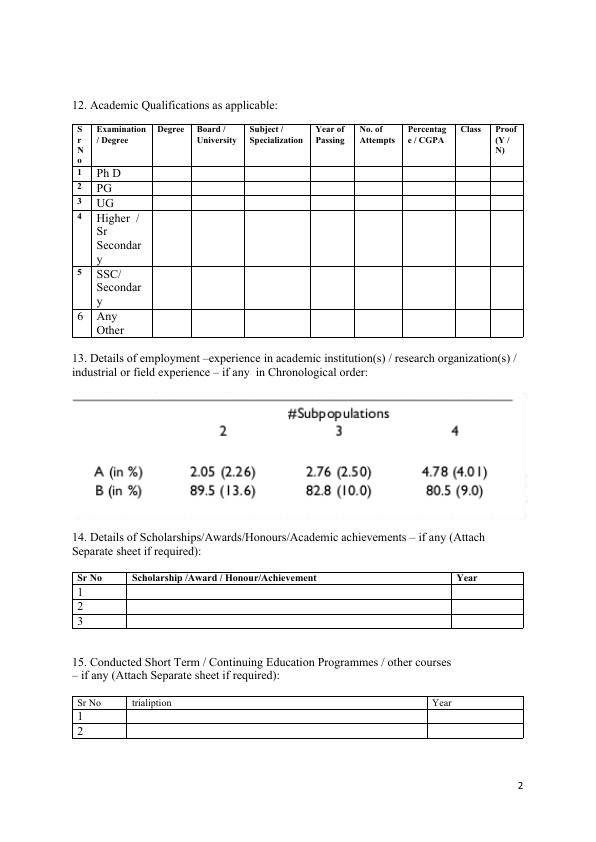 12. Academic Qualifications as applicable:
S
r
N
o
Examination
/ Degree
Degree
Board /
University
Subject /
Specialization
Year of
Passing
No. of
Attempts
Percentag
e / CGPA
Class
Proof
(Y /
N)
1 Ph D
2 PG
3 UG
4 Higher /
Sr
Secondar
y
5 SSC/
Secondar
y
6 Any
Other
13. Details of employment –experience in academic institution(s) / research organization(s) /
industrial or field experience – if any in Chronological order:
#Subpopulations
2 3 4
A (in %) 2.05 (2.26) 2.76 (2.50) 4.78 (4.01)
B (in %) 89.5 (13.6) 82.8 (10.0) 80.5 (9.0)
14. Details of Scholarships/Awards/Honours/Academic achievements – if any (Attach
Separate sheet if required):
Sr No Scholarship /Award / Honour/Achievement Year
1
2
3
15. Conducted Short Term / Continuing Education Programmes / other courses
– if any (Attach Separate sheet if required):
Sr No trialiption Year
1
2
2